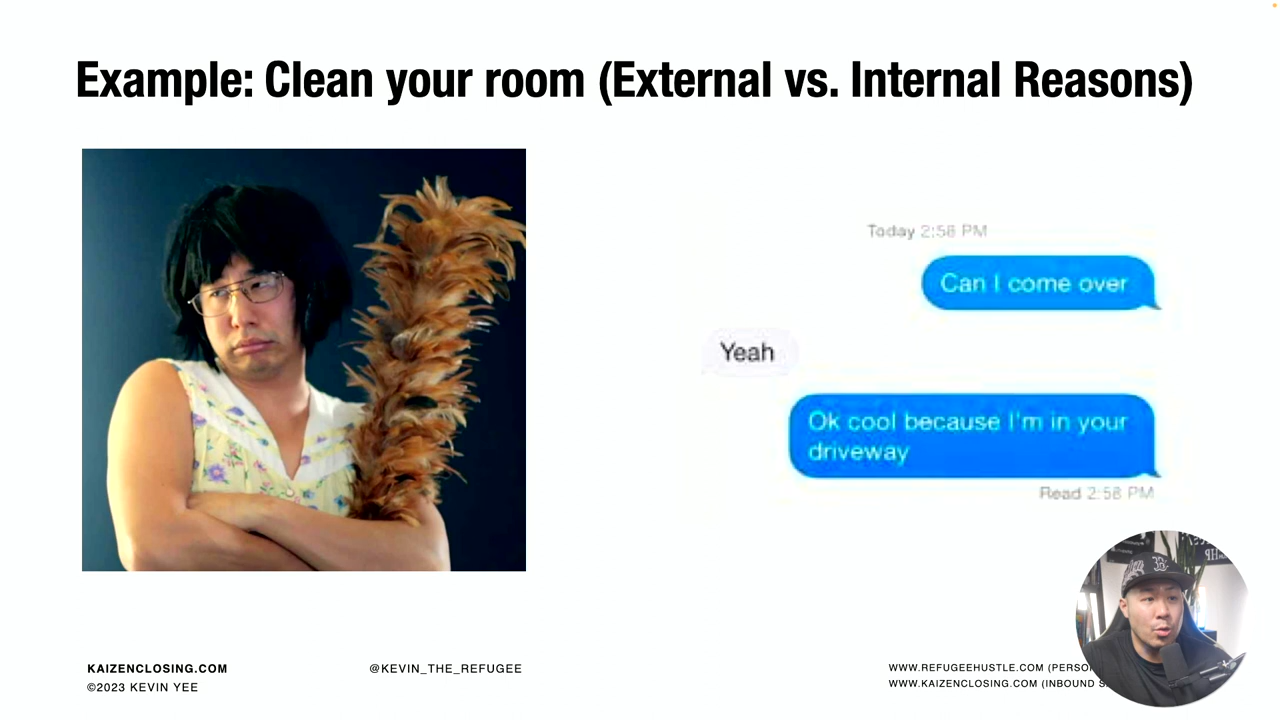 Example: Clean your room (External vs. Internal Reasons)
Today 2:58 PM
Can I come over
Yeah
Ok cool because I'm in your
driveway
Read 2:58 PM
KAIZENCLOSING.COM
©2023 KEVIN YEE
@KEVIN_THE_REFUGEE
WWW.REFUGEEHUSTLE.COM
WWW.KAIZENCLOSING.COM (INBOUND